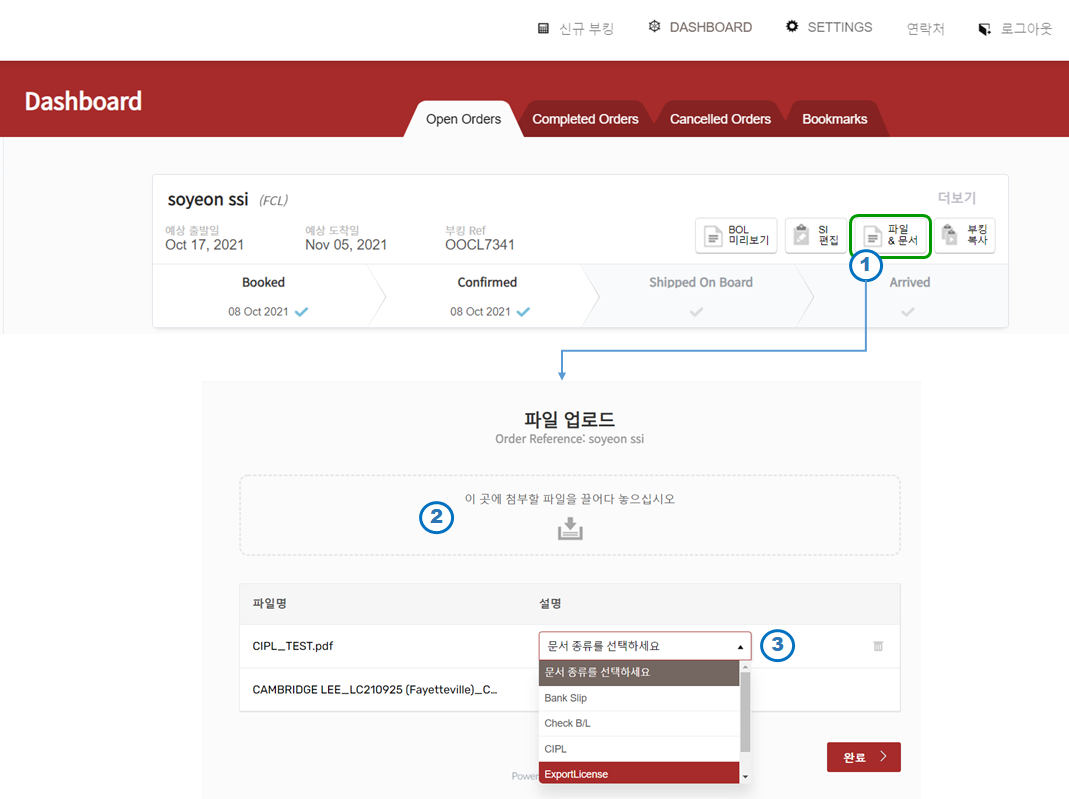 신규 부킹 DASHBOARD SETTINGS 연락처 로그아웃
Dashboard
Open Orders Completed Orders Cancelled Orders Bookmarks
soyeon ssi (FCL) 더보기
예상 출발일 예상 도착일 부킹 Ref
Oct 17, 2021 Nov 05, 2021 OOCL7341
BOL
미리보기
SI
편집
파일
& 문서
부킹
복사
1
Booked Confirmed Shipped On Board Arrived
08 Oct 2021 08 Oct 2021
파일 업로드
Order Reference: soyeon ssi
이 곳에 첨부할 파일을 끌어다 놓으십시오
2
파일명 설명
CIPL_TEST.pdf 문서 종류를 선택하세요 3
문서 종류를 선택하세요
CAMBRIDGE LEE_LC210925 (Fayetteville)_C...
Bank Slip
Check B/L
CIPL
ExportLicense
완료
Power